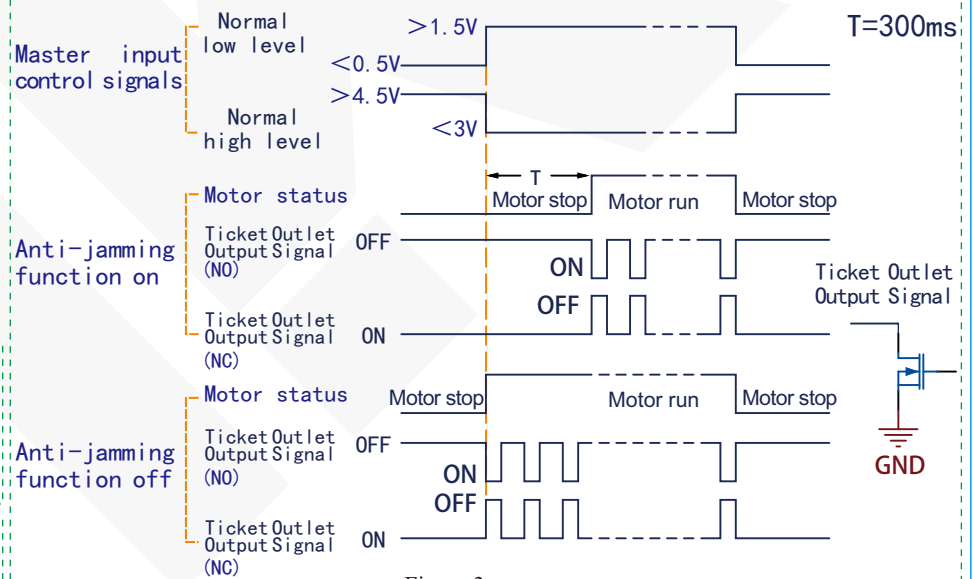 Normal
low level
>1.5V
T=300ms
Master input
control signals
<0.5V
>4.5V
Normal
high level
<3V
T
Motor status
Motor stop
Motor run
Motor stop
Anti-jamming
function on
Ticket Outlet
Output Signal
(NO)
OFF
ON
OFF
Ticket Outlet
Output Signal
Ticket Outlet
Output Signal
(NC)
ON
Motor status
Motor stop
Motor run
Motor stop
Anti-jamming
function off
Ticket Outlet
Output Signal
(NO)
OFF
ON
OFF
GND
Ticket Outlet
Output Signal
(NC)
ON